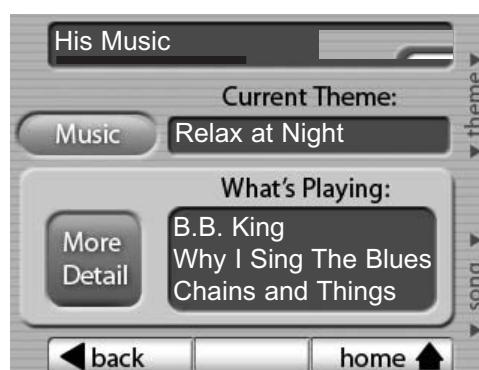 His Music
Current Theme:
Music
Relax at Night
theme
What's Playing:
More
Detail
B.B. King
Why I Sing The Blues
Chains and Things
song
back
home